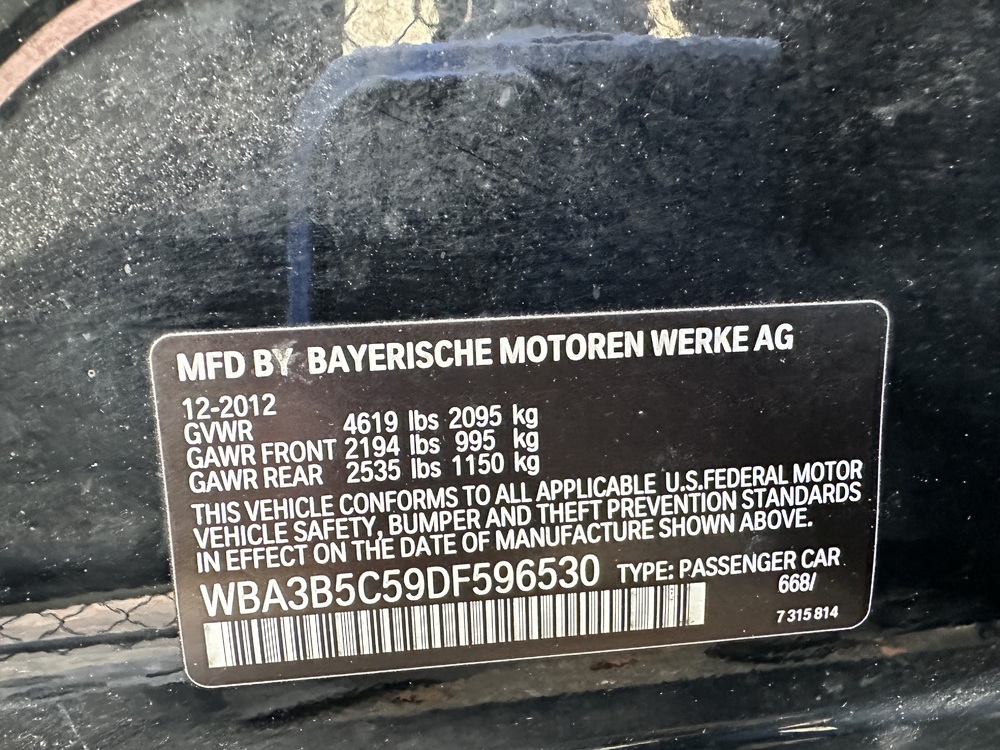 MFD BY BAYERISCHE MOTOREN WERKE AG
12-2012
GVWR 4619 lbs 2095 kg
GAWR FRONT 2194 lbs 995 kg
GAWR REAR 2535 lbs 1150 kg
THIS VEHICLE CONFORMS TO ALL APPLICABLE U.S.FEDERAL MOTOR
VEHICLE SAFETY, BUMPER AND THEFT PREVENTION STANDARDS
IN EFFECT ON THE DATE OF MANUFACTURE SHOWN ABOVE.
WBA3B5C59DF596530 TYPE: PASSENGER CAR
668/
7 315 814